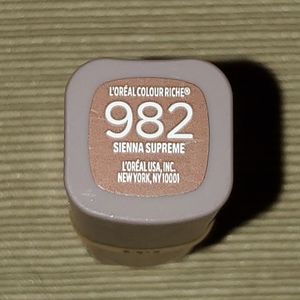 L'ORÉAL COLOUR RICHE®
982
SIENNA SUPREME
L'ORÉAL USA, INC.
NEW YORK, NY 10001